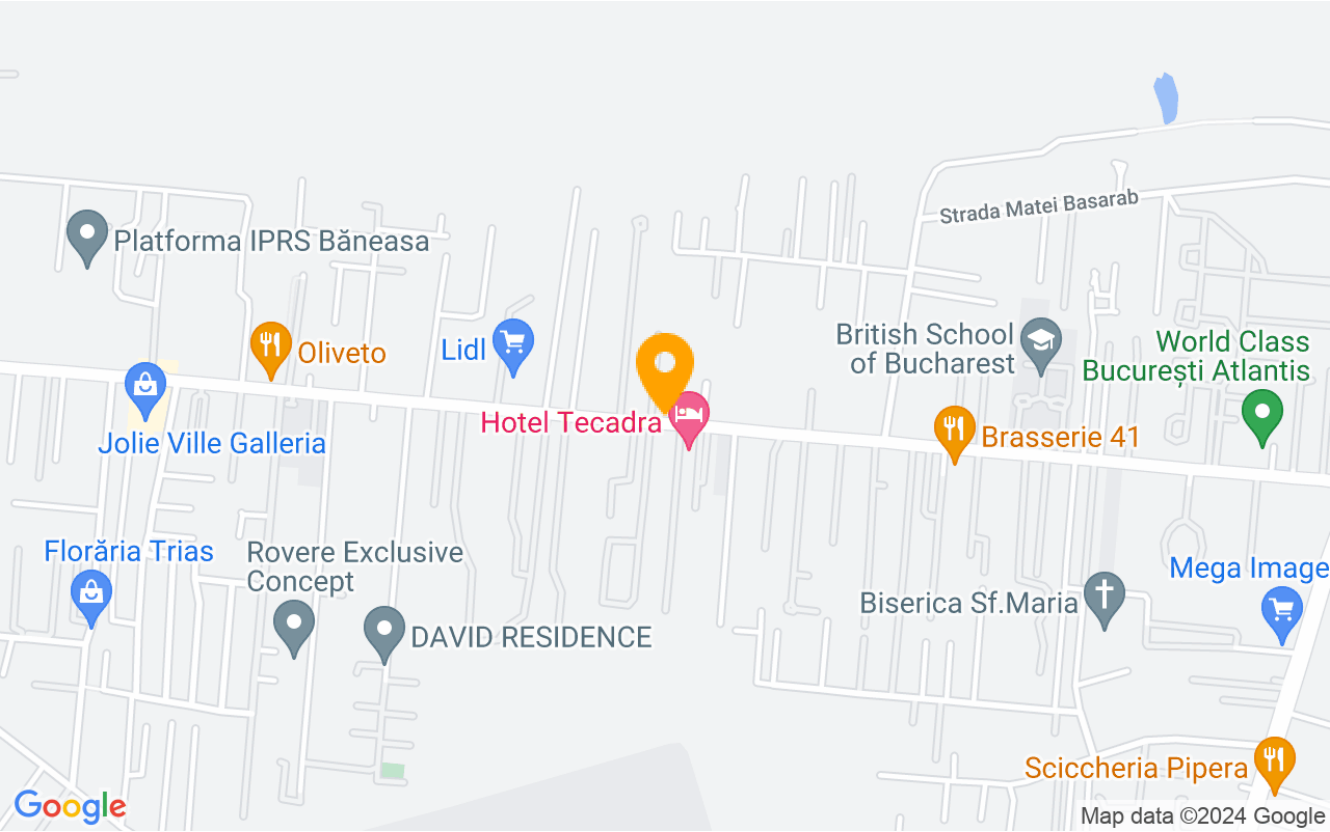 Strada Matei Basarab
Platforma IPRS Băneasa
Oliveto
Lidl
British School
of Bucharest
World Class
București Atlantis
Hotel Tecadra
Brasserie 41
Jolie Ville Galleria
Florăria Trias
Rovere Exclusive
Concept
Mega Image
Biserica Sf.Maria
DAVID RESIDENCE
Sciccheria Pipera
Google
Map data ©2024 Google